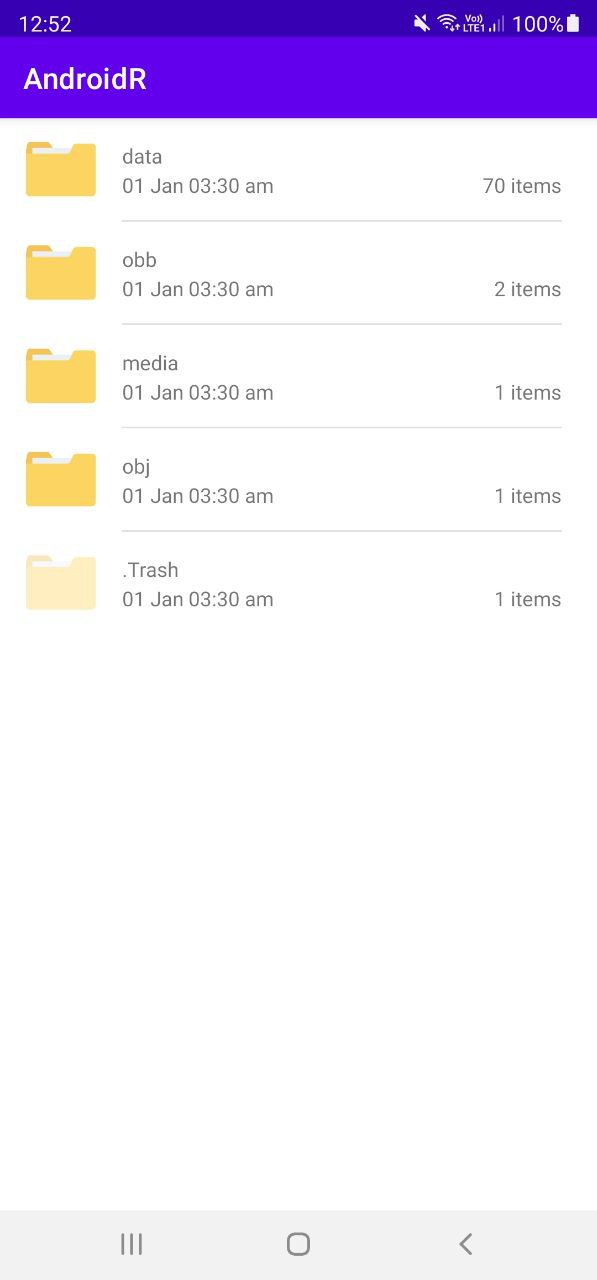 12:52
Vo))
LTE1
100%
AndroidR
data
01 Jan 03:30 am
70 items
obb
01 Jan 03:30 am
2 items
media
01 Jan 03:30 am
1 items
obj
01 Jan 03:30 am
1 items
.Trash
01 Jan 03:30 am
1 items